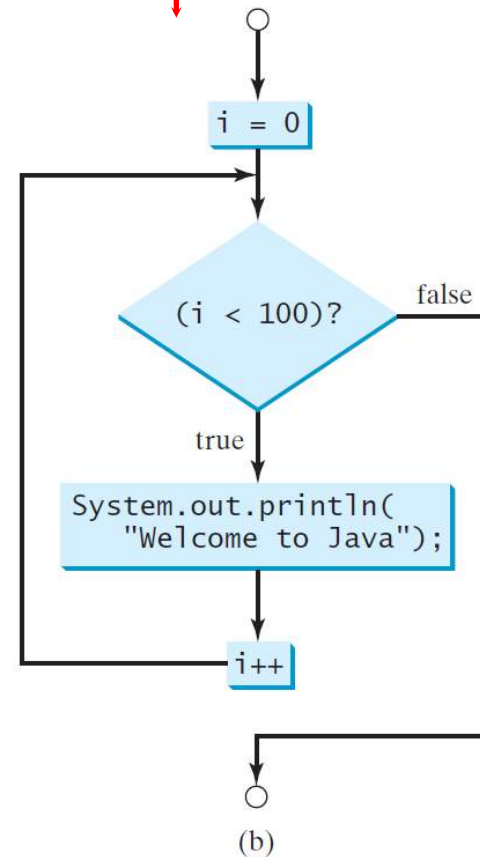 i = 0
(i < 100)?
false
true
System.out.println(
"Welcome to Java");
i++
(b)